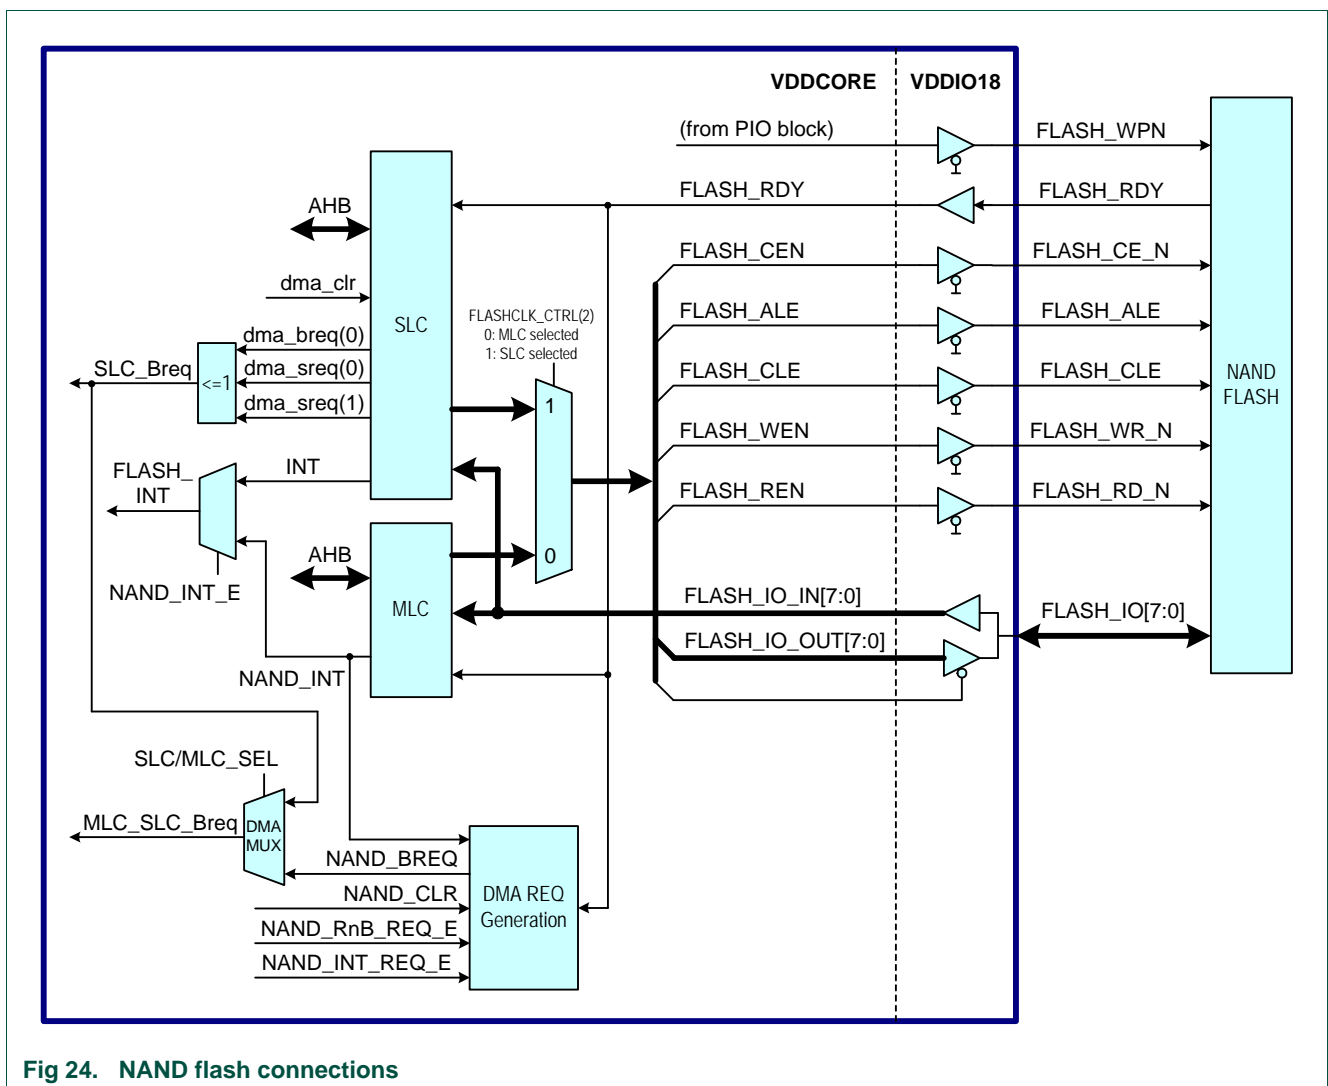 VDDCORE
VDDIO18
(from PIO block)
FLASH_WPN
FLASH_RDY
FLASH_RDY
AHB
FLASH_CEN
FLASH_CE_N
dma_clr
SLC
FLASHCLK_CTRL(2)
0: MLC selected
1: SLC selected
FLASH_ALE
FLASH_ALE
dma_breq(0)
SLC_Breq
<=1
dma_sreq(0)
dma_sreq(1)
FLASH_CLE
FLASH_CLE
NAND
FLASH
1
FLASH_WEN
FLASH_WR_N
FLASH_
INT
INT
FLASH_REN
FLASH_RD_N
AHB
0
NAND_INT_E
MLC
FLASH_IO_IN[7:0]
FLASH_IO[7:0]
FLASH_IO_OUT[7:0]
NAND_INT
SLC/MLC_SEL
MLC_SLC_Breq
DMA
MUX
NAND_BREQ
NAND_CLR
NAND_RnB_REQ_E
NAND_INT_REQ_E
DMA REQ
Generation
Fig 24. NAND flash connections